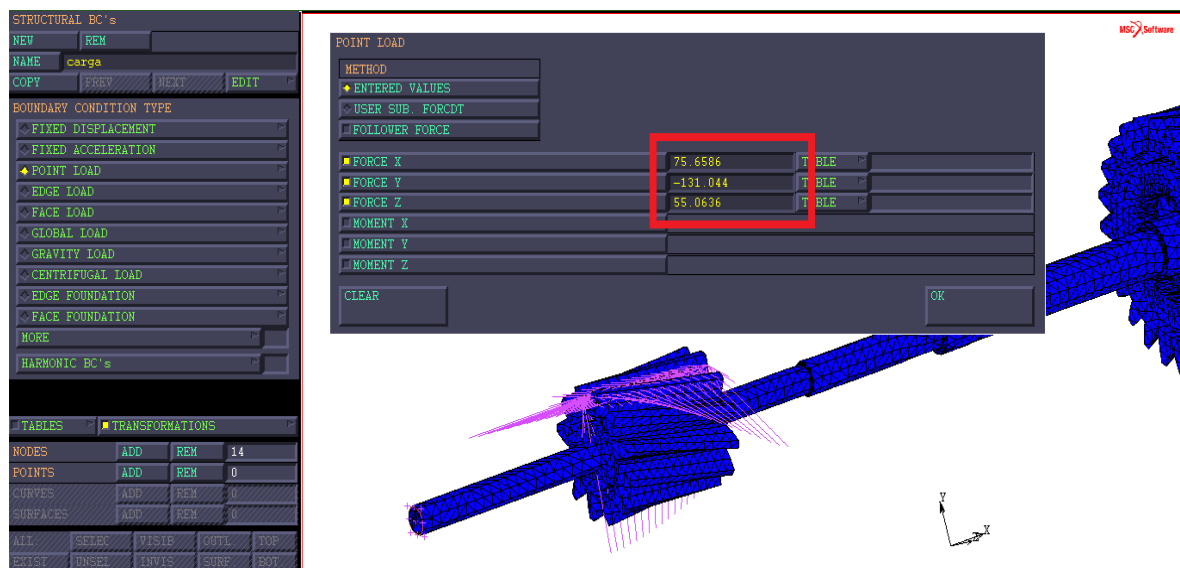 STRUCTURAL BC's
NEW REM
NAME carga
COPY PREV NEXT EDIT
BOUNDARY CONDITION TYPE
FIXED DISPLACEMENT
FIXED ACCELERATION
POINT LOAD
EDGE LOAD
FACE LOAD
GLOBAL LOAD
GRAVITY LOAD
CENTRIFUGAL LOAD
EDGE FOUNDATION
FACE FOUNDATION
MORE
HARMONIC BC's
TABLES TRANSFORMATIONS
NODES ADD REM 14
POINTS ADD REM 0
CURVES ADD REM 0
SURFACES ADD REM 0
ALL SELEC VISIB OUTL TOP
EXIST UNSEL INVIS SURF BOT
POINT LOAD
METHOD
ENTERED VALUES
USER SUB. FORCDT
FOLLOWER FORCE
FORCE X 75.6586 TABLE
FORCE Y -131.044 TABLE
FORCE Z 55.0636 TABLE
MOMENT X
MOMENT Y
MOMENT Z
CLEAR OK
MSC Software
Y
Z X